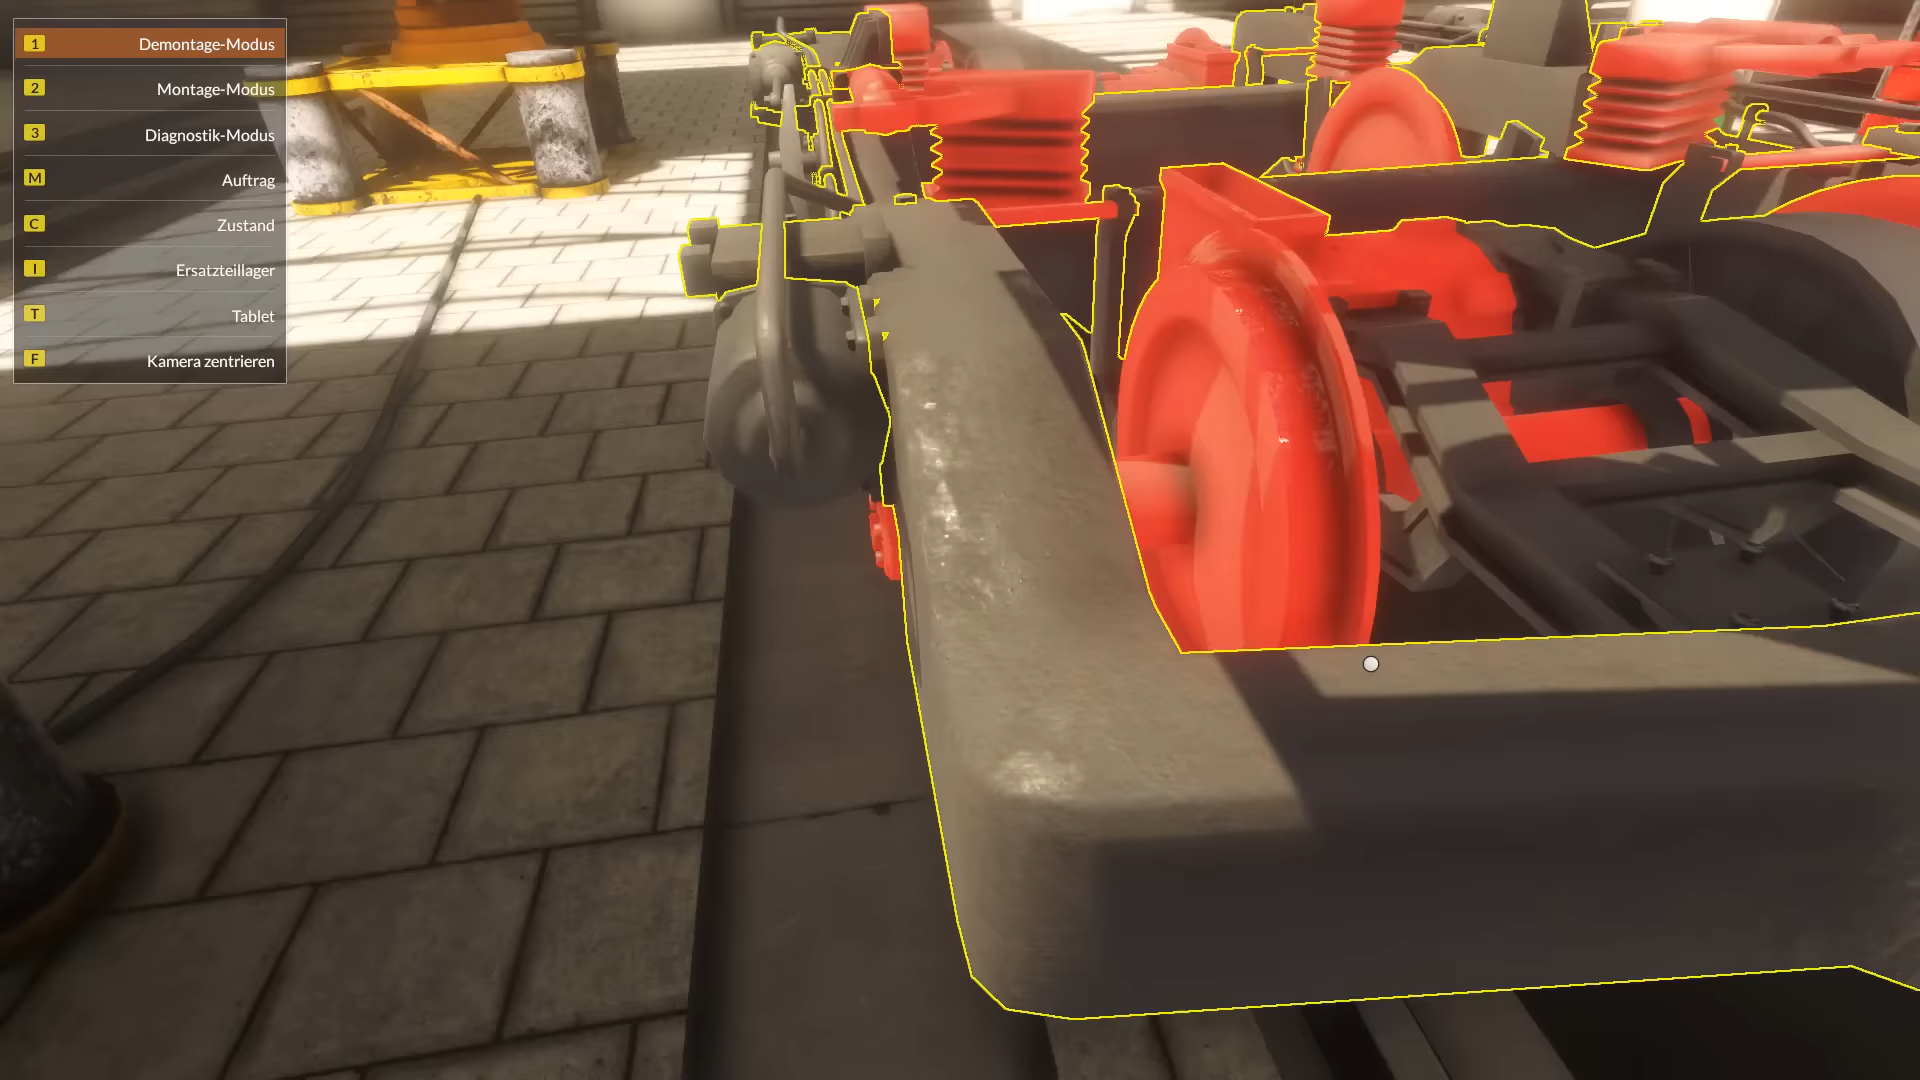 1 Demontage-Modus
2 Montage-Modus
3 Diagnostik-Modus
M Auftrag
C Zustand
I Ersatzteillager
T Tablet
F Kamera zentrieren